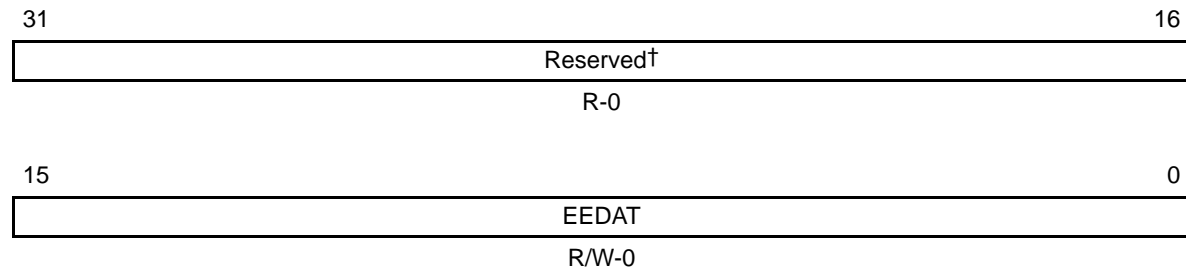 31 16
Reserved†
R-0
15 0
EEDAT
R/W-0